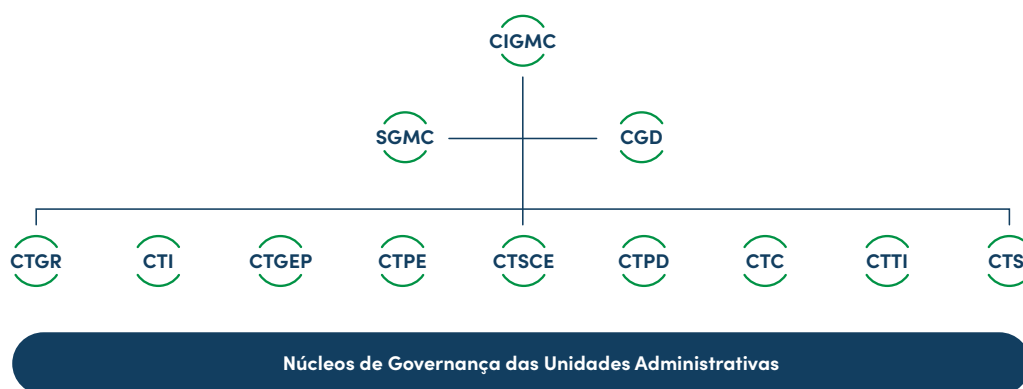 CIGMC
SGMC
CGD
CTGR
CTI
CTGEP
CTPE
CTSCE
CTPD
CTC
CTTI
CTS
Núcleos de Governança das Unidades Administrativas